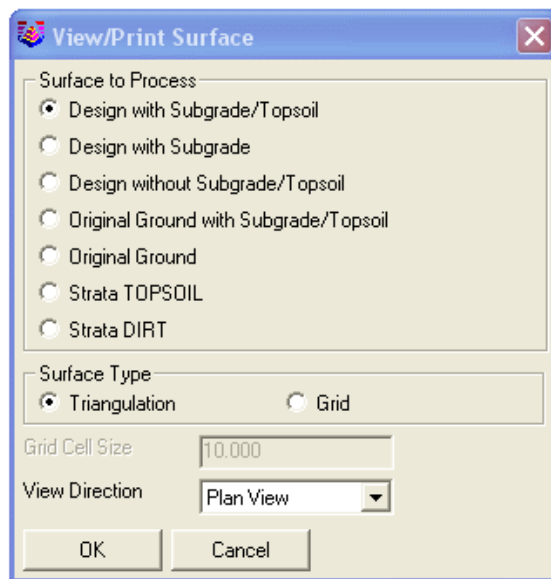 View/Print Surface
Surface to Process
Design with Subgrade/Topsoil
Design with Subgrade
Design without Subgrade/Topsoil
Original Ground with Subgrade/Topsoil
Original Ground
Strata TOPSOIL
Strata DIRT
Surface Type
Triangulation Grid
Grid Cell Size 10.000
View Direction Plan View
OK Cancel